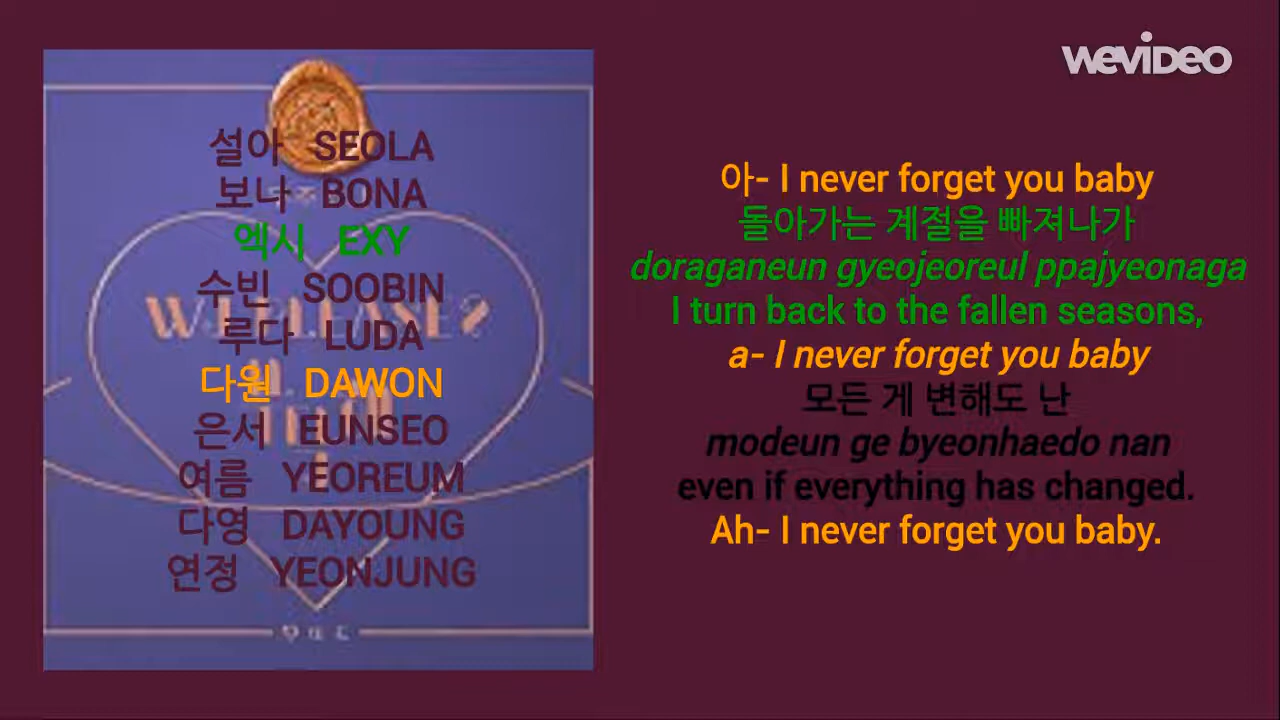 WEVIDEO
설아 SEOLA
보나 BONA
엑시 EXY
수빈 SOOBIN
루다 LUDA
다원 DAWON
은서 EUNSEO
여름 YEOREUM
다영 DAYOUNG
연정 YEONJUNG
WJ PLEASE?
아- I never forget you baby
돌아가는 계절을 빠져나가
doraganeun gyeojeoreul ppajyeonaga
I turn back to the fallen seasons,
a- I never forget you baby
모든 게 변해도 난
modeun ge byeonhaedo nan
even if everything has changed.
Ah- I never forget you baby.